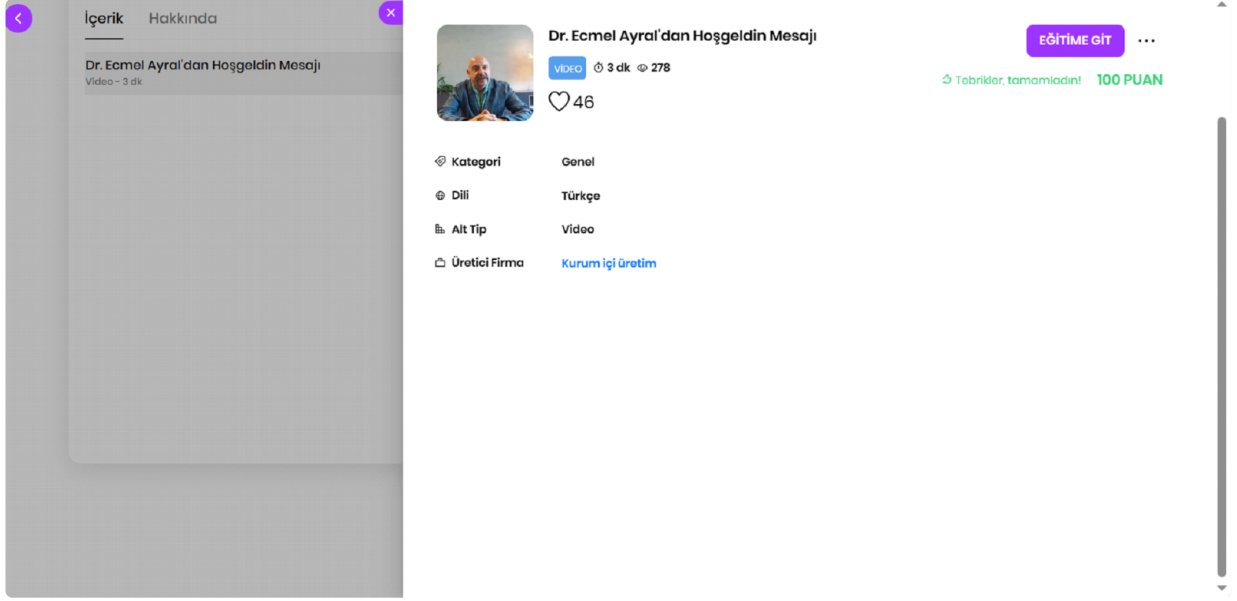 İçerik Hakkında
Dr. Ecmel Ayral'dan Hoşgeldin Mesajı
Video - 3 dk
Dr. Ecmel Ayral'dan Hoşgeldin Mesajı
VİDEO 3 dk 278
46
EĞİTİME GİT ...
Tebrikler, tamamladın! 100 PUAN
Kategori Genel
Dili Türkçe
Alt Tip Video
Üretici Firma Kurum içi üretim